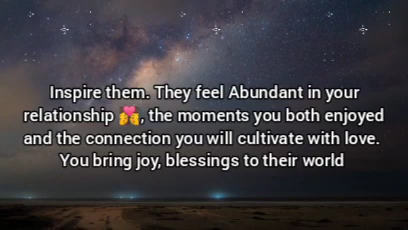 Inspire them. They feel Abundant in your
relationship 💏, the moments you both enjoyed
and the connection you will cultivate with love.
You bring joy, blessings to their world